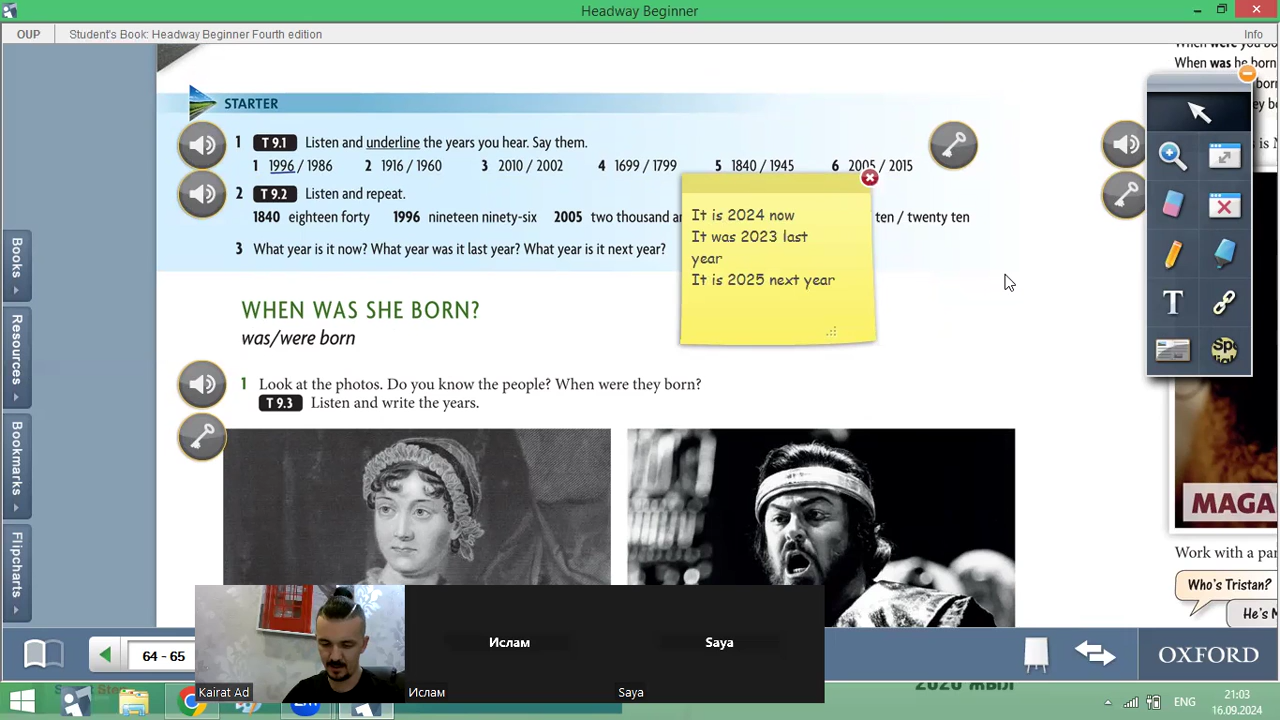 Headway Beginner
OUP
Student's Book: Headway Beginner Fourth edition
Info
STARTER
1 T 9.1 Listen and underline the years you hear. Say them.
1 1996 / 1986 2 1916 / 1960 3 2010 / 2002 4 1699 / 1799 5 1840 / 1945 6 2005 / 2015
2 T 9.2 Listen and repeat.
1840 eighteen forty 1996 nineteen ninety-six 2005 two thousand
ten / twenty ten
3 What year is it now? What year was it last year? What year is it next year?
It is 2024 now
It was 2023 last
year
It is 2025 next year
WHEN WAS SHE BORN?
was/were born
1 Look at the photos. Do you know the people? When were they born?
T 9.3 Listen and write the years.
When were you
When was he born
MAGA
Work with a
Who's Tristan?
He's
Books
Resources
Bookmarks
Flipcharts
T
Kairat Ad
Ислам
Ислам
Saya
Saya
64 - 65
OXFORD
ENG
21:03
16.09.2024